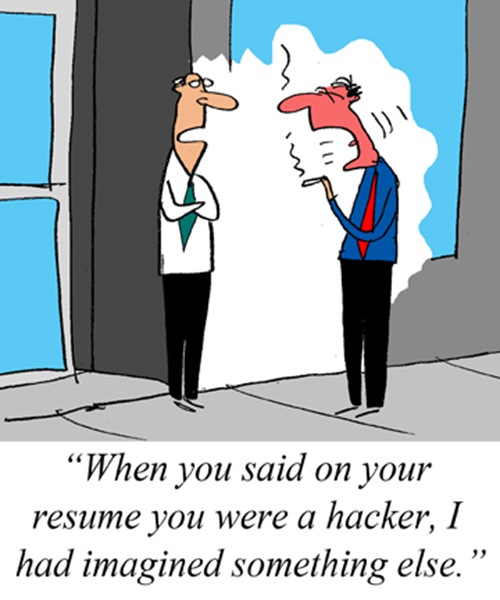 “When you said on your
resume you were a hacker, I
had imagined something else.”